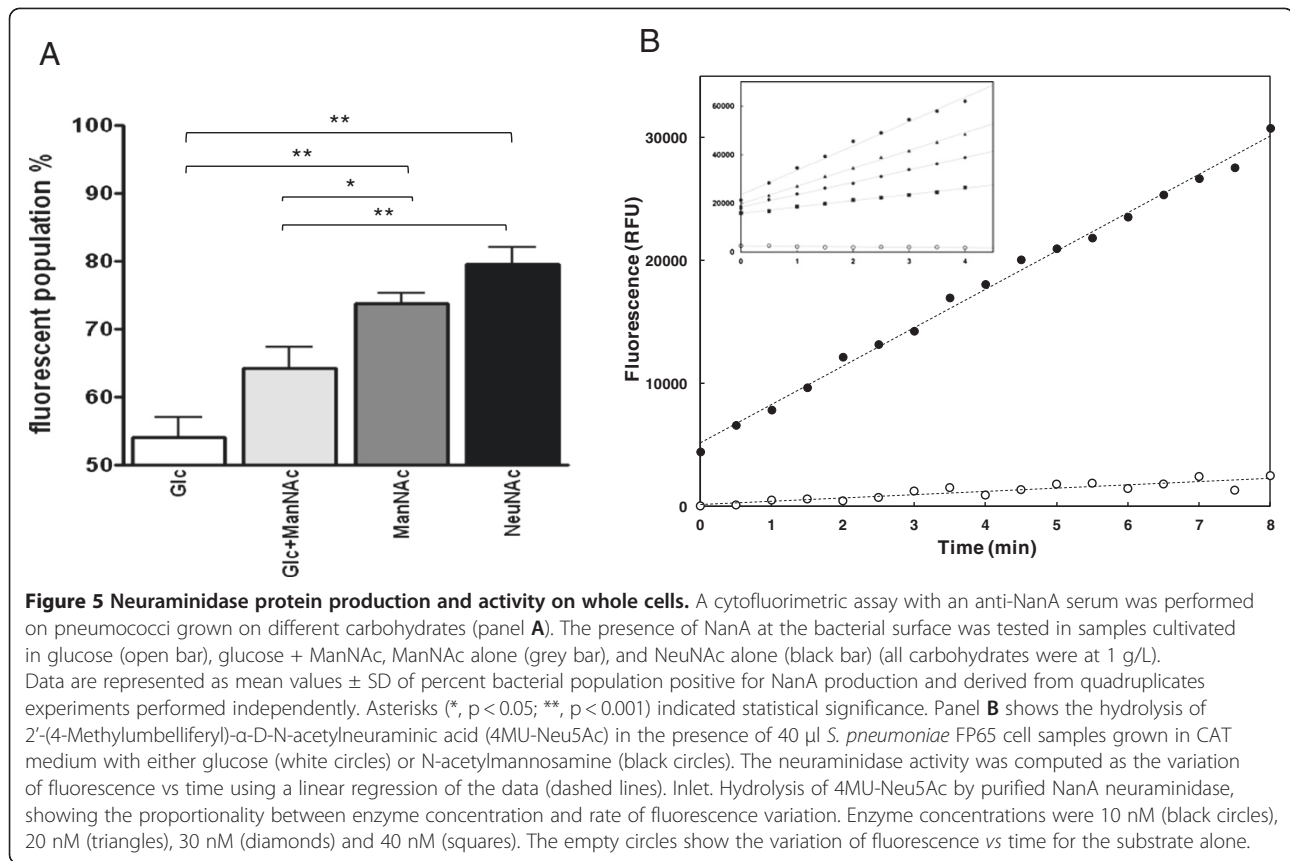 A
B
**
**
*
**
fluorescent population %
100
90
80
70
60
50
Glc
Glc+ManNAc
ManNAc
NeuNAc
Fluorescence (RFU)
30000
20000
10000
0
60000
40000
20000
0
0
1
2
3
4
0
1
2
3
4
5
6
7
8
Time (min)
Figure 5 Neuraminidase protein production and activity on whole cells. A cytofluorimetric assay with an anti-NanA serum was performed
on pneumococci grown on different carbohydrates (panel A). The presence of NanA at the bacterial surface was tested in samples cultivated
in glucose (open bar), glucose + ManNAc, ManNAc alone (grey bar), and NeuNAc alone (black bar) (all carbohydrates were at 1 g/L).
Data are represented as mean values ± SD of percent bacterial population positive for NanA production and derived from quadruplicates
experiments performed independently. Asterisks (*, p < 0.05; **, p < 0.001) indicated statistical significance. Panel B shows the hydrolysis of
2'-(4-Methylumbelliferyl)-α-D-N-acetylneuraminic acid (4MU-Neu5Ac) in the presence of 40 μl S. pneumoniae FP65 cell samples grown in CAT
medium with either glucose (white circles) or N-acetylmannosamine (black circles). The neuraminidase activity was computed as the variation
of fluorescence vs time using a linear regression of the data (dashed lines). Inlet. Hydrolysis of 4MU-Neu5Ac by purified NanA neuraminidase,
showing the proportionality between enzyme concentration and rate of fluorescence variation. Enzyme concentrations were 10 nM (black circles),
20 nM (triangles), 30 nM (diamonds) and 40 nM (squares). The empty circles show the variation of fluorescence vs time for the substrate alone.